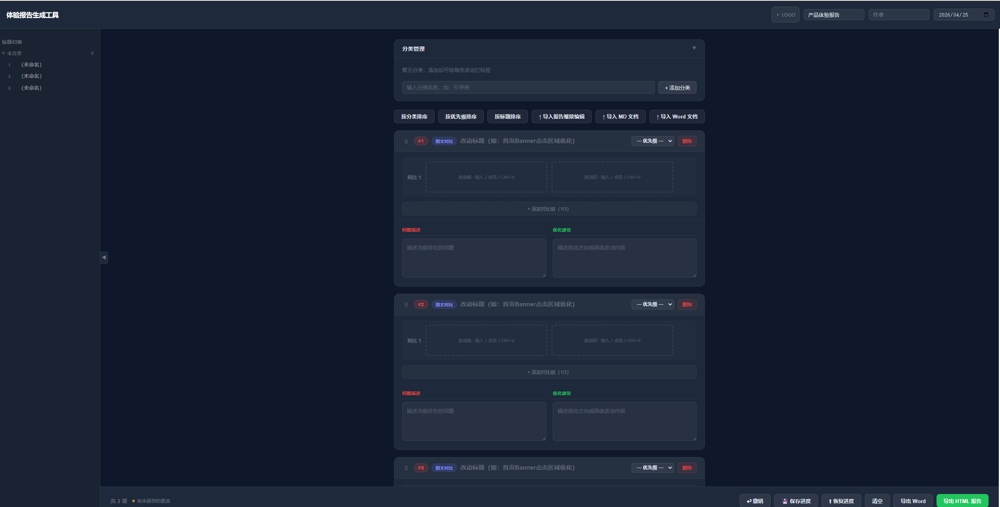 体验报告生成工具
+ LOGO
产品体验报告
作者
2026/04/25
标题归纳
未分类 3
1 (未命名)
2 (未命名)
3 (未命名)
分类管理
暂无分类，添加后可给每条改动打标签
输入分类名称，如：引导类
+ 添加分类
按分类排序
按优先级排序
按标题排序
↑ 导入报告继续编辑
↑ 导入 MD 文档
↑ 导入 Word 文档
#1 图文对比 改动标题（如：首页Banner点击区域优化） — 优先级 — 删除
对比 1 改动前 · 拖入 / 点击 / Ctrl+V 改动后 · 拖入 / 点击 / Ctrl+V
+ 添加对比组（1/3）
问题描述 优化建议
描述当前存在的问题 描述优化方向或具体改动内容
#2 图文对比 改动标题（如：首页Banner点击区域优化） — 优先级 — 删除
对比 1 改动前 · 拖入 / 点击 / Ctrl+V 改动后 · 拖入 / 点击 / Ctrl+V
+ 添加对比组（1/3）
问题描述 优化建议
描述当前存在的问题 描述优化方向或具体改动内容
#3 图文对比 改动标题（如：首页Banner点击区域优化） — 优先级 — 删除
共 3 项 有未保存的更改
撤销
保存进度
恢复进度
清空
导出 Word
导出 HTML 报告